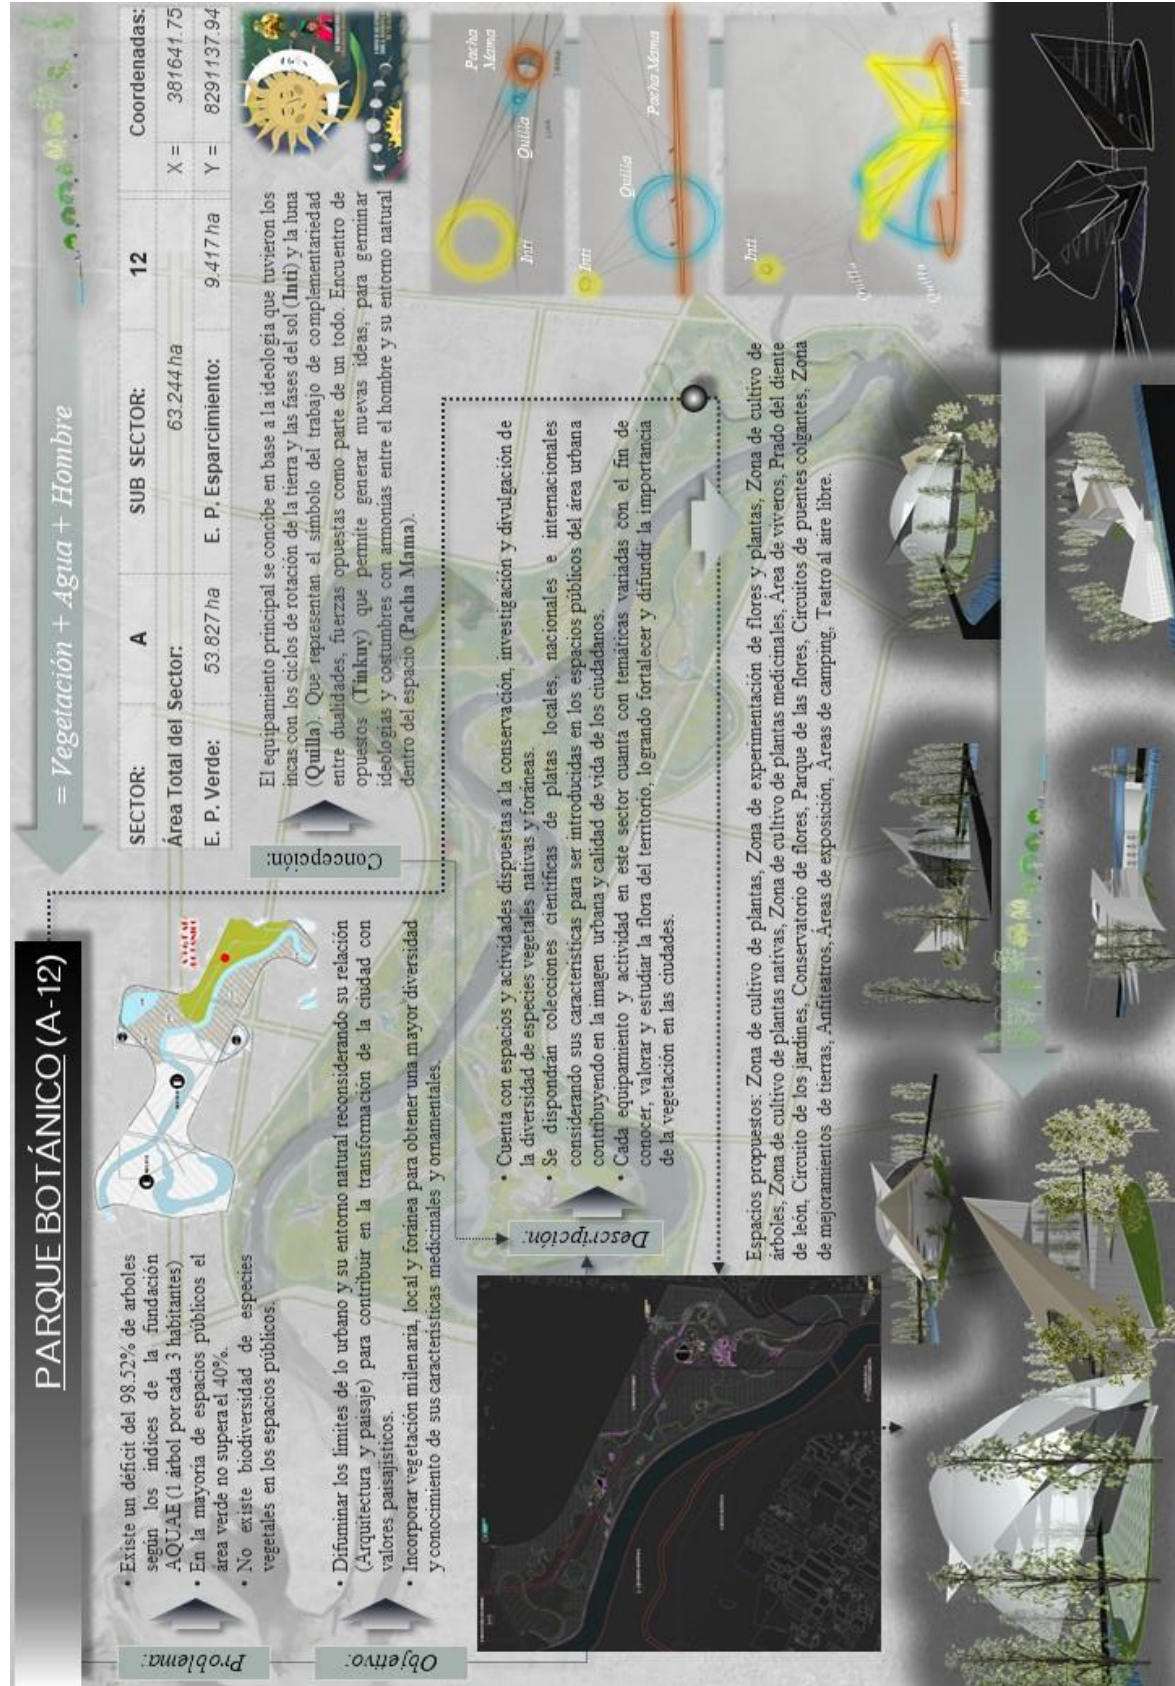 PARQUE BOTÁNICO (A-12)
= Vegetación + Agua + Hombre
Problema:
• Existe un déficit del 98.52% de arboles
según los índices de la fundación
AQUAE (1 árbol por cada 3 habitantes)
• En la mayoría de espacios públicos el
área verde no supera el 40%.
• No existe biodiversidad de especies
vegetales en los espacios públicos.
SECTOR: A SUB SECTOR: 12 Coordenadas:
Área Total del Sector: 63.244 ha X = 381641.75
E. P. Verde: 53.827 ha E. P. Esparcimiento: 9.417 ha Y = 8291137.94
Objetivo:
• Difuminar los limites de lo urbano y su entorno natural reconsiderando su relación
(Arquitectura y paisaje) para contribuir en la transformación de la ciudad con
valores paisajísticos.
• Incorporar vegetación milenaria, local y foránea para obtener una mayor diversidad
y conocimiento de sus características medicinales y ornamentales.
Concepción:
El equipamiento principal se concibe en base a la ideología que tuvieron los
incas con los ciclos de rotación de la tierra y las fases del sol (Inti) y la luna
(Quilla). Que representan el símbolo del trabajo de complementariedad
entre dualidades, fuerzas opuestas como parte de un todo. Encuentro de
opuestos (Tinkuy) que permite generar nuevas ideas, para germinar
ideologías y costumbres con armonías entre el hombre y su entorno natural
dentro del espacio (Pacha Mama).
Inti
Quilla
Pacha
Mama
Inti
Quilla
Pacha Mama
Inti
Quilla
Quilla
Pacha Mama
Descripción:
• Cuenta con espacios y actividades dispuestas a la conservación, investigación y divulgación de
la diversidad de especies vegetales nativas y foráneas.
• Se dispondrán colecciones científicas de platas locales, nacionales e internacionales
considerando sus características para ser introducidas en los espacios públicos del área urbana
contribuyendo en la imagen urbana y calidad de vida de los ciudadanos.
• Cada equipamiento y actividad en este sector cuanta con temáticas variadas con el fin de
conocer, valorar y estudiar la flora del territorio, logrando fortalecer y difundir la importancia
de la vegetación en las ciudades.
Espacios propuestos: Zona de cultivo de plantas, Zona de experimentación de flores y plantas, Zona de cultivo de
árboles, Zona de cultivo de plantas nativas, Zona de cultivo de plantas medicinales, Área de viveros, Prado del diente
de león, Circuito de los jardines, Conservatorio de flores, Parque de las flores, Circuitos de puentes colgantes, Zona
de mejoramientos de tierras, Anfiteatros, Áreas de exposición, Áreas de camping, Teatro al aire libre.